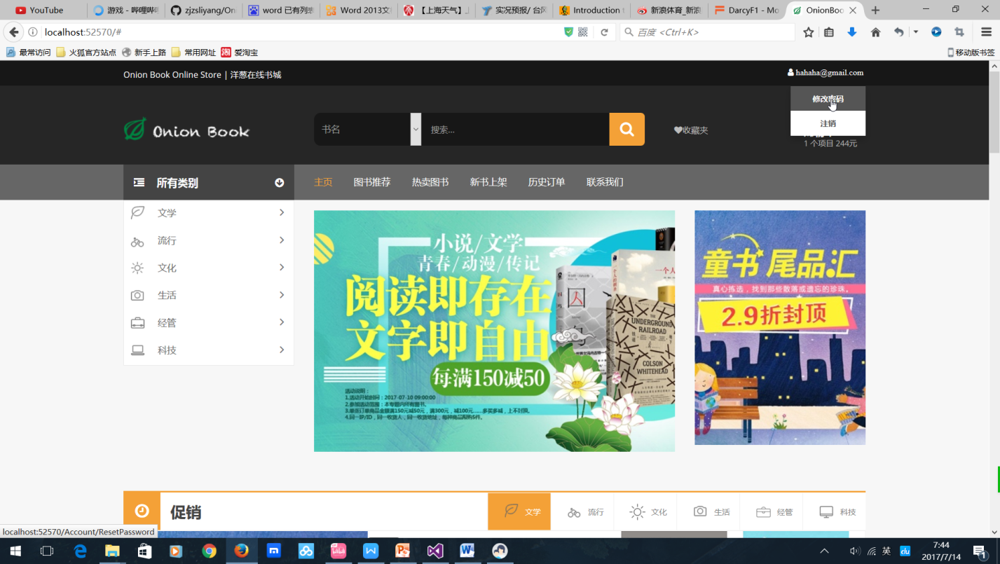 YouTube
游戏 - 哔哩哔哩
zjzsliyang/On
word 已有列表
Word 2013文
【上海天气】
实况预报/ 台风
Introduction
新浪体育_新浪
DarcyF1 - Mo
OnionBoo
localhost:52570/#
百度 <Ctrl+K>
最常访问
火狐官方站点
新手上路
常用网址
爱淘宝
移动版书签
Onion Book Online Store | 洋葱在线书城
hahaha@gmail.com
修改密码
注销
Onion Book
书名
搜索...
收藏夹
1 个项目 244元
所有类别
主页
图书推荐
热卖图书
新书上架
历史订单
联系我们
文学
流行
文化
生活
经管
科技
小说/文学
青春/动漫/传记
阅读即存在
文字即自由
每满150减50
活动说明：
1.活动开始时间：2017-07-10 09:00:00
2.参加活动范围：本专题内所有图书。
3.单张订单商品金额满150元减50元，满300元，减100元……多买多减，上不封顶。
4.同一IP/ID，同一收货人，同一收货地址，每种商品限购5件。
一个人
THE UNDERGROUND RAILROAD
COLSON WHITEHEAD
童书 尾品汇
真心拣选，找到那些散落或遗忘的珍珠。
2.9折封顶
促销
文学
流行
文化
生活
经管
科技
localhost:52570/Account/ResetPassword
英
du
7:44
2017/7/14
1